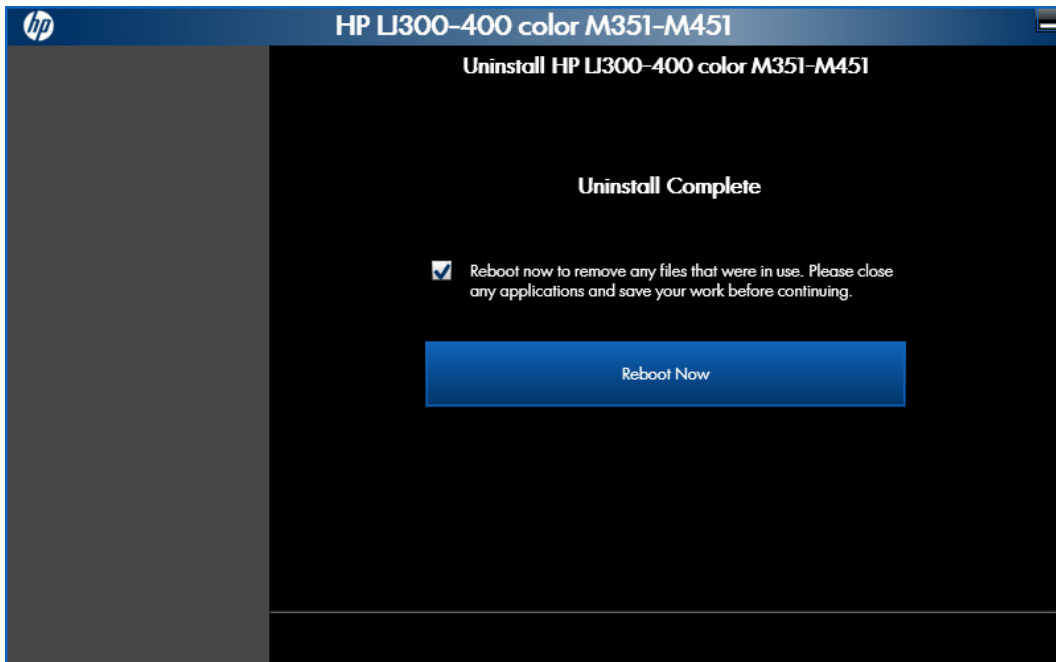 hp
HP LJ300-400 color M351-M451
Uninstall HP LJ300-400 color M351-M451
Uninstall Complete
Reboot now to remove any files that were in use. Please close
any applications and save your work before continuing.
Reboot Now